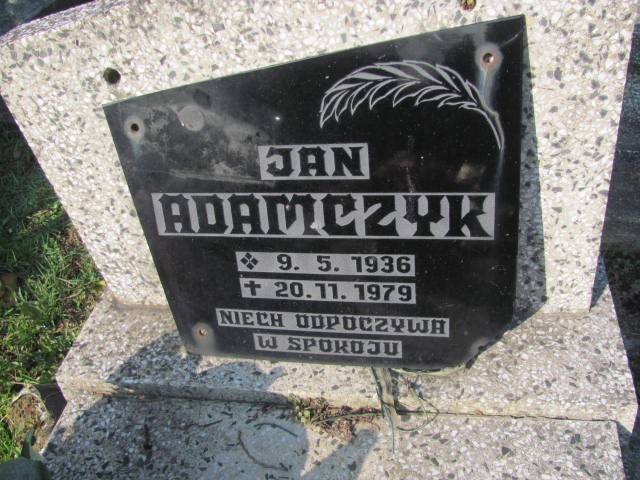 JAN
ADAMCZYK
❖ 9. 5. 1936
✝ 20. 11. 1979
NIECH ODPOCZYWA
W SPOKOJU